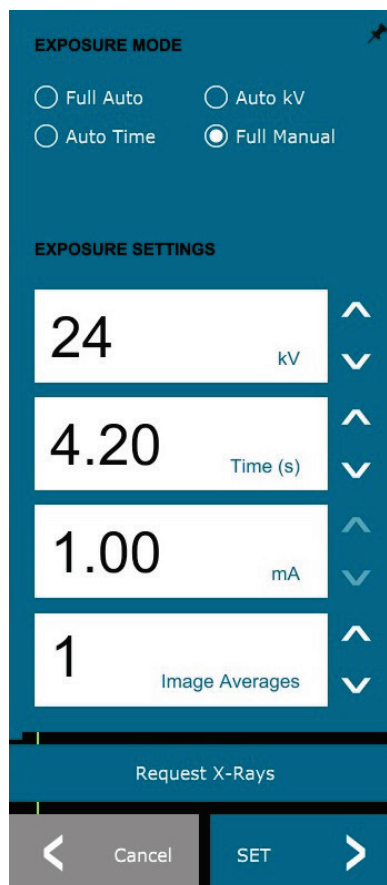 EXPOSURE MODE
Full Auto Auto kV
Auto Time Full Manual
EXPOSURE SETTINGS
24 kV
4.20 Time (s)
1.00 mA
1 Image Averages
Request X-Rays
Cancel SET